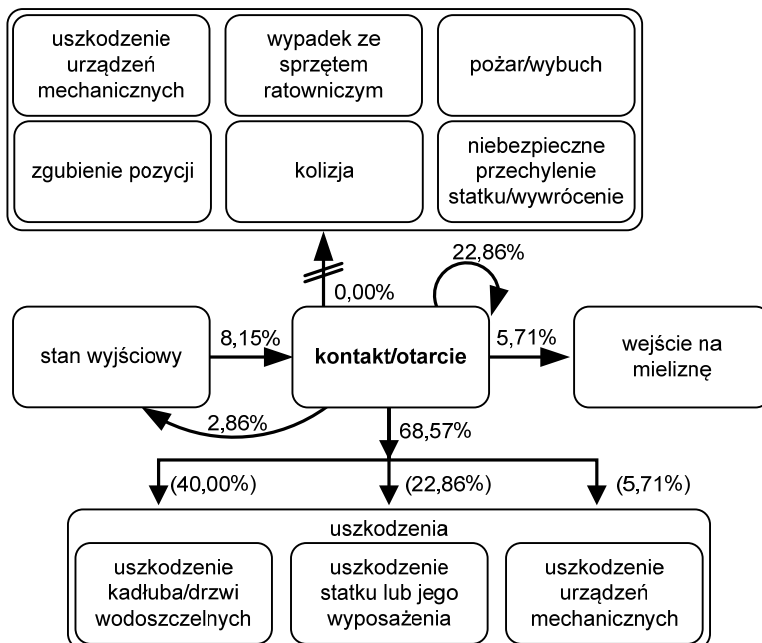 uszkodzenie
urządzeń
mechanicznych
wypadek ze
sprzętem
ratowniczym
pożar/wybuch
zgubienie pozycji
kolizja
niebezpieczne
przechylenie
statku/wywrócenie
22,86%
0,00%
stan wyjściowy
8,15%
kontakt/otarcie
5,71%
wejście na
mieliznę
2,86%
68,57%
(40,00%)
(22,86%)
(5,71%)
uszkodzenia
uszkodzenie
kadłuba/drzwi
wodoszczelnych
uszkodzenie
statku lub jego
wyposażenia
uszkodzenie
urządzeń
mechanicznych